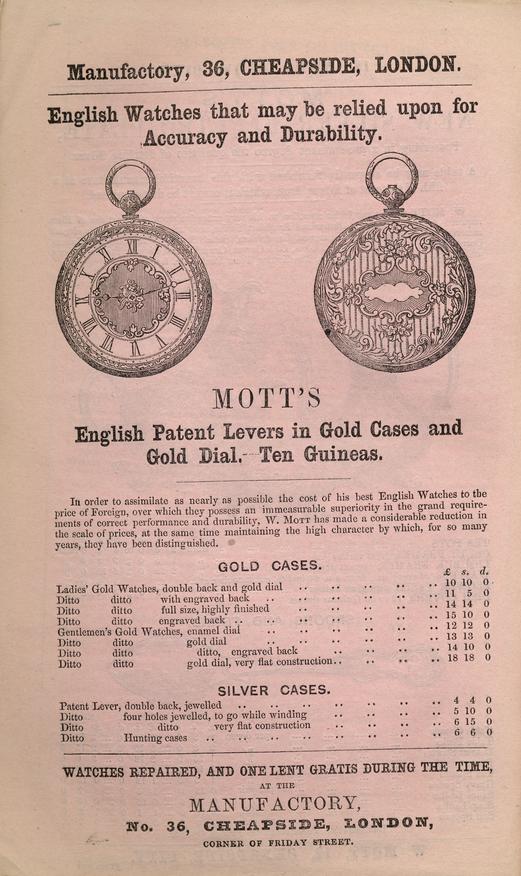 Manufactory, 36, CHEAPSIDE, LONDON.
English Watches that may be relied upon for
Accuracy and Durability.
MOTT'S
English Patent Levers in Gold Cases and
Gold Dial.--Ten Guineas.
In order to assimilate as nearly as possible the cost of his best English Watches to the
price of Foreign, over which they possess an immeasurable superiority in the grand require-
ments of correct performance and durability, W. MOTT has made a considerable reduction in
the scale of prices, at the same time maintaining the high character by which, for so many
years, they have been distinguished.
GOLD CASES.
£ s. d.
Ladies' Gold Watches, double back and gold dial .. .. .. .. .. 10 10 0
Ditto ditto with engraved back .. .. .. .. .. 11 5 0
Ditto ditto full size, highly finished .. .. .. .. 14 14 0
Ditto ditto engraved back .. .. .. .. .. 15 10 0
Gentlemen's Gold Watches, enamel dial .. .. .. .. .. 12 12 0
Ditto ditto gold dial .. .. .. .. .. 13 13 0
Ditto ditto ditto, engraved back .. .. .. .. 14 10 0
Ditto ditto gold dial, very flat construction.. .. .. .. 18 18 0
SILVER CASES.
Patent Lever, double back, jewelled .. .. .. .. .. .. 4 4 0
Ditto four holes jewelled, to go while winding .. .. .. .. 5 10 0
Ditto ditto very flat construction .. .. .. .. 6 15 0
Ditto Hunting cases .. .. .. .. .. .. .. 6 6 0
WATCHES REPAIRED, AND ONE LENT GRATIS DURING THE TIME,
AT THE
MANUFACTORY,
No. 36, CHEAPSIDE, LONDON,
CORNER OF FRIDAY STREET.